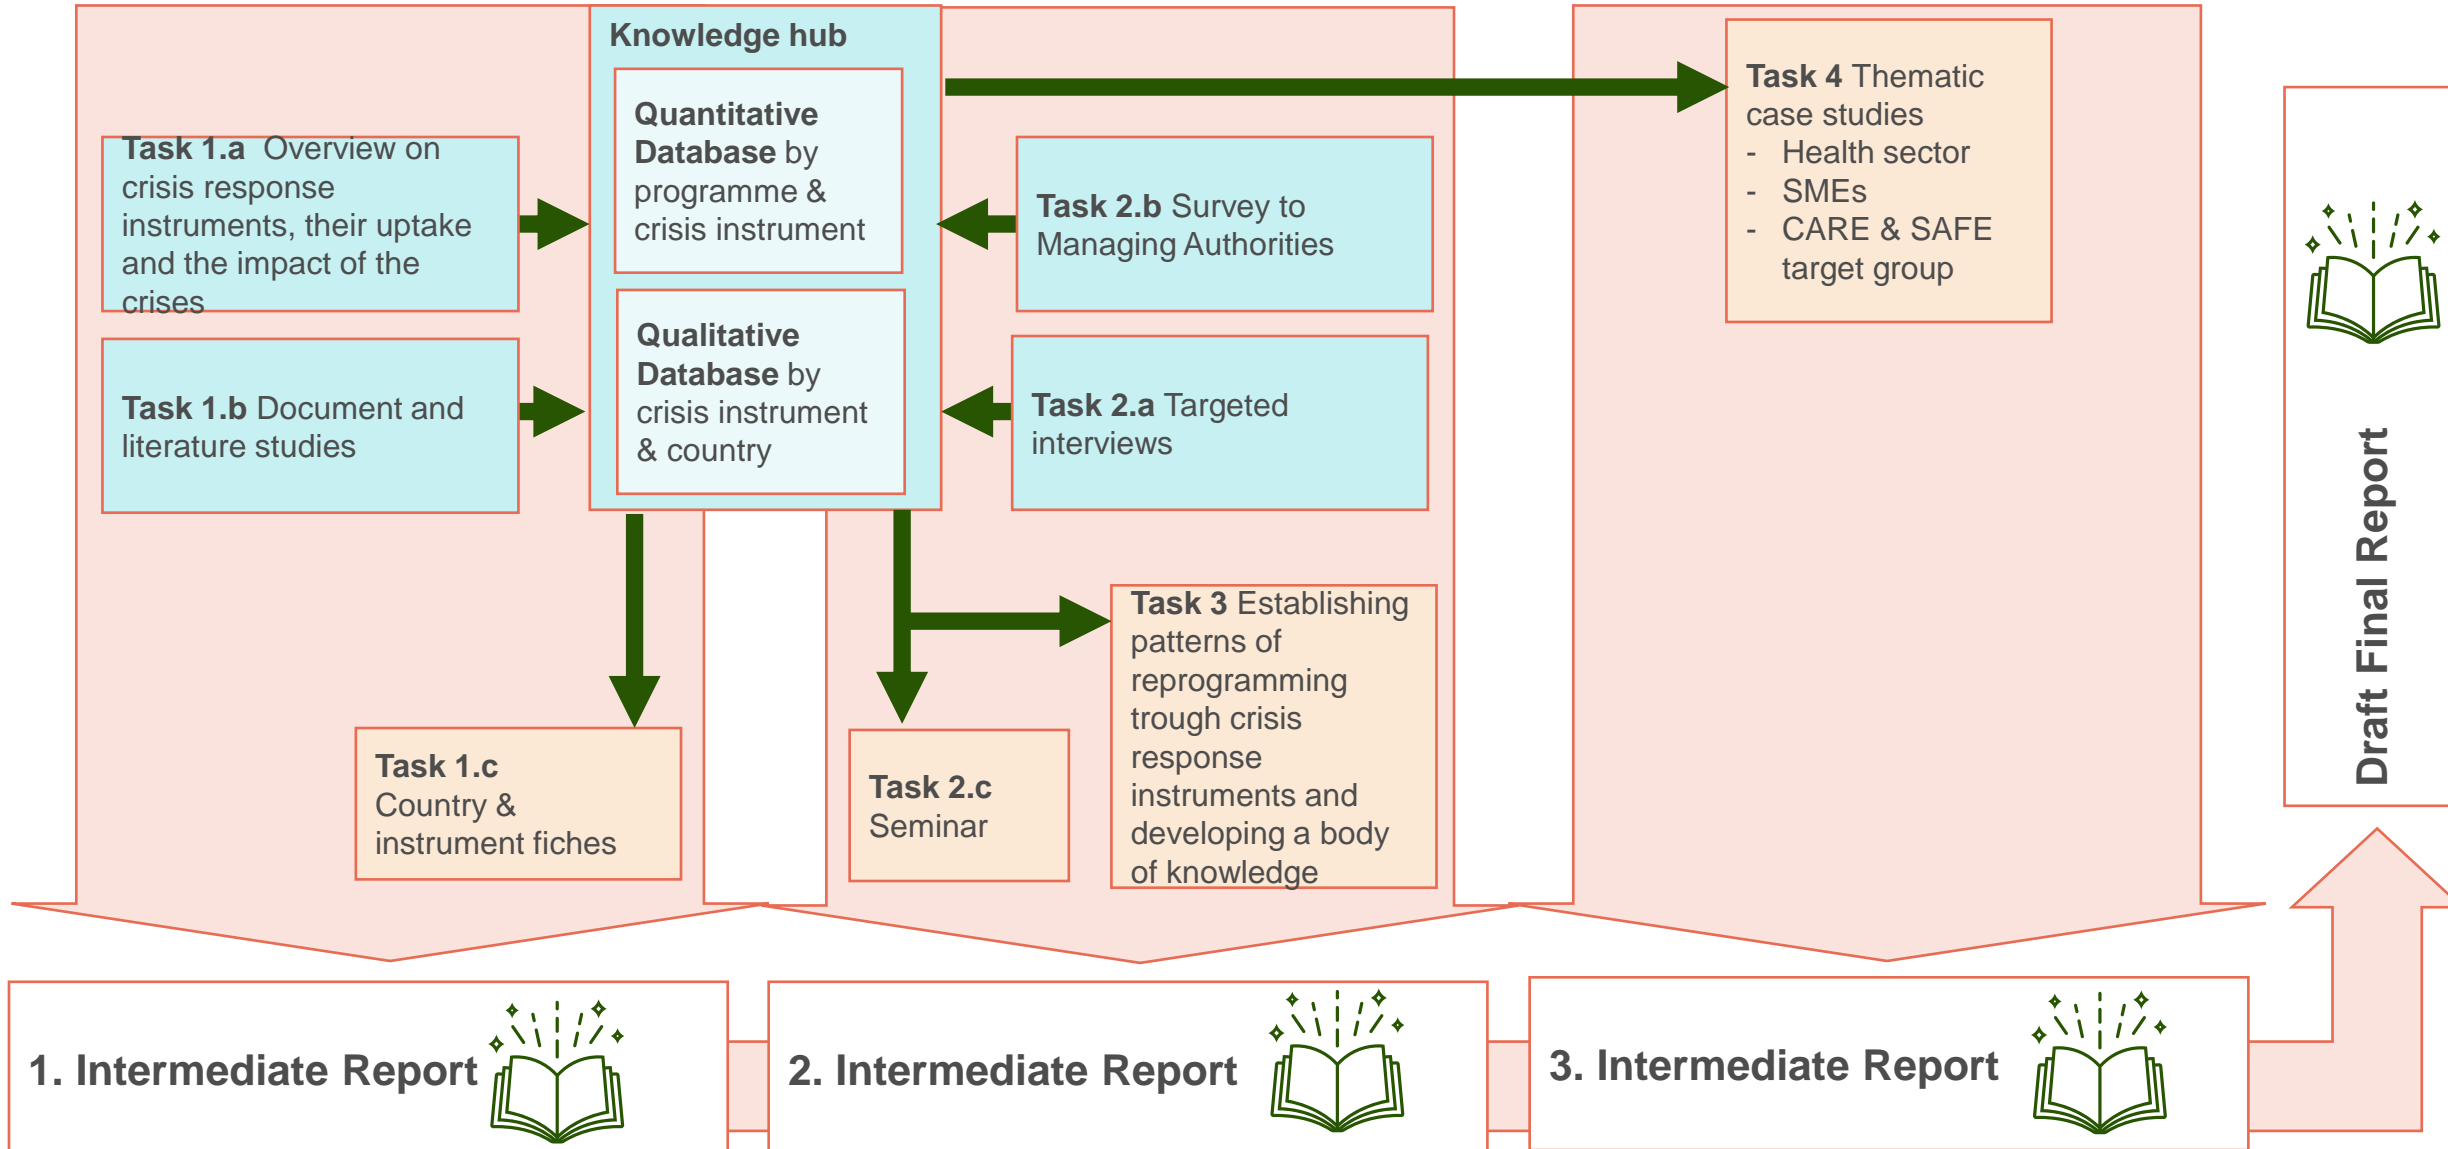 Knowledge hub
Quantitative
Database by
programme &
crisis instrument
Qualitative
Database by
crisis instrument
& country
Task 1.a  Overview on
crisis response
instruments, their uptake
and the impact of the
crises
Task 1.b Document and
literature studies
Task 2.b Survey to
Managing Authorities
Task 2.a Targeted
interviews
Task 4 Thematic
case studies
- Health sector
- SMEs
- CARE & SAFE
target group
Task 1.c
Country &
instrument fiches
Task 2.c
Seminar
Task 3 Establishing
patterns of
reprogramming
trough crisis
response
instruments and
developing a body
of knowledge
1. Intermediate Report
2. Intermediate Report
3. Intermediate Report
Draft Final Report